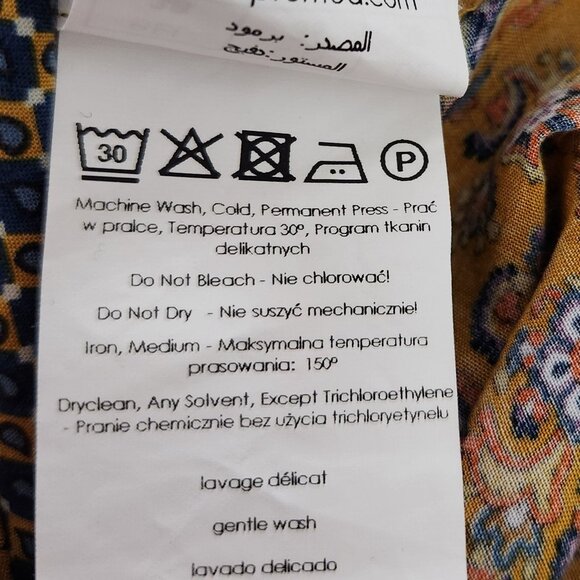 المصدر: برمود
30
P
Machine Wash, Cold, Permanent Press - Prać
w pralce, Temperatura 30º, Program tkanin
delikatnych
Do Not Bleach - Nie chlorować!
Do Not Dry - Nie suszyć mechanicznie!
Iron, Medium - Maksymalna temperatura
prasowania: 150º
Dryclean, Any Solvent, Except Trichloroethylene
- Pranie chemicznie bez użycia trichloryetynelu
lavage délicat
gentle wash
lavado delicado